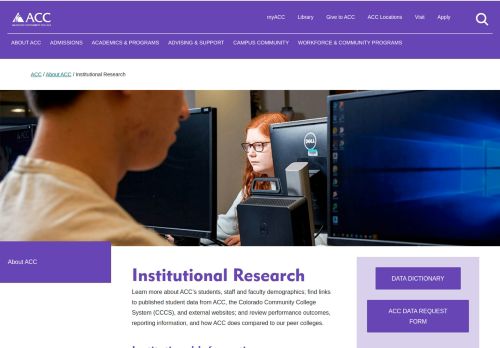 myACC Library Give to ACC ACC Locations Visit Apply
ACC
ABOUT ACC ADMISSIONS ACADEMICS & PROGRAMS ADVISING & SUPPORT CAMPUS COMMUNITY WORKFORCE & COMMUNITY PROGRAMS
ACC / About ACC / Institutional Research
DELL
About ACC
Institutional Research
Learn more about ACC's students, staff and faculty demographics; find links
to published student data from ACC, the Colorado Community College
System (CCCS), and external websites; and review performance outcomes,
reporting information, and how ACC does compared to our peer colleges.
DATA DICTIONARY
ACC DATA REQUEST
FORM